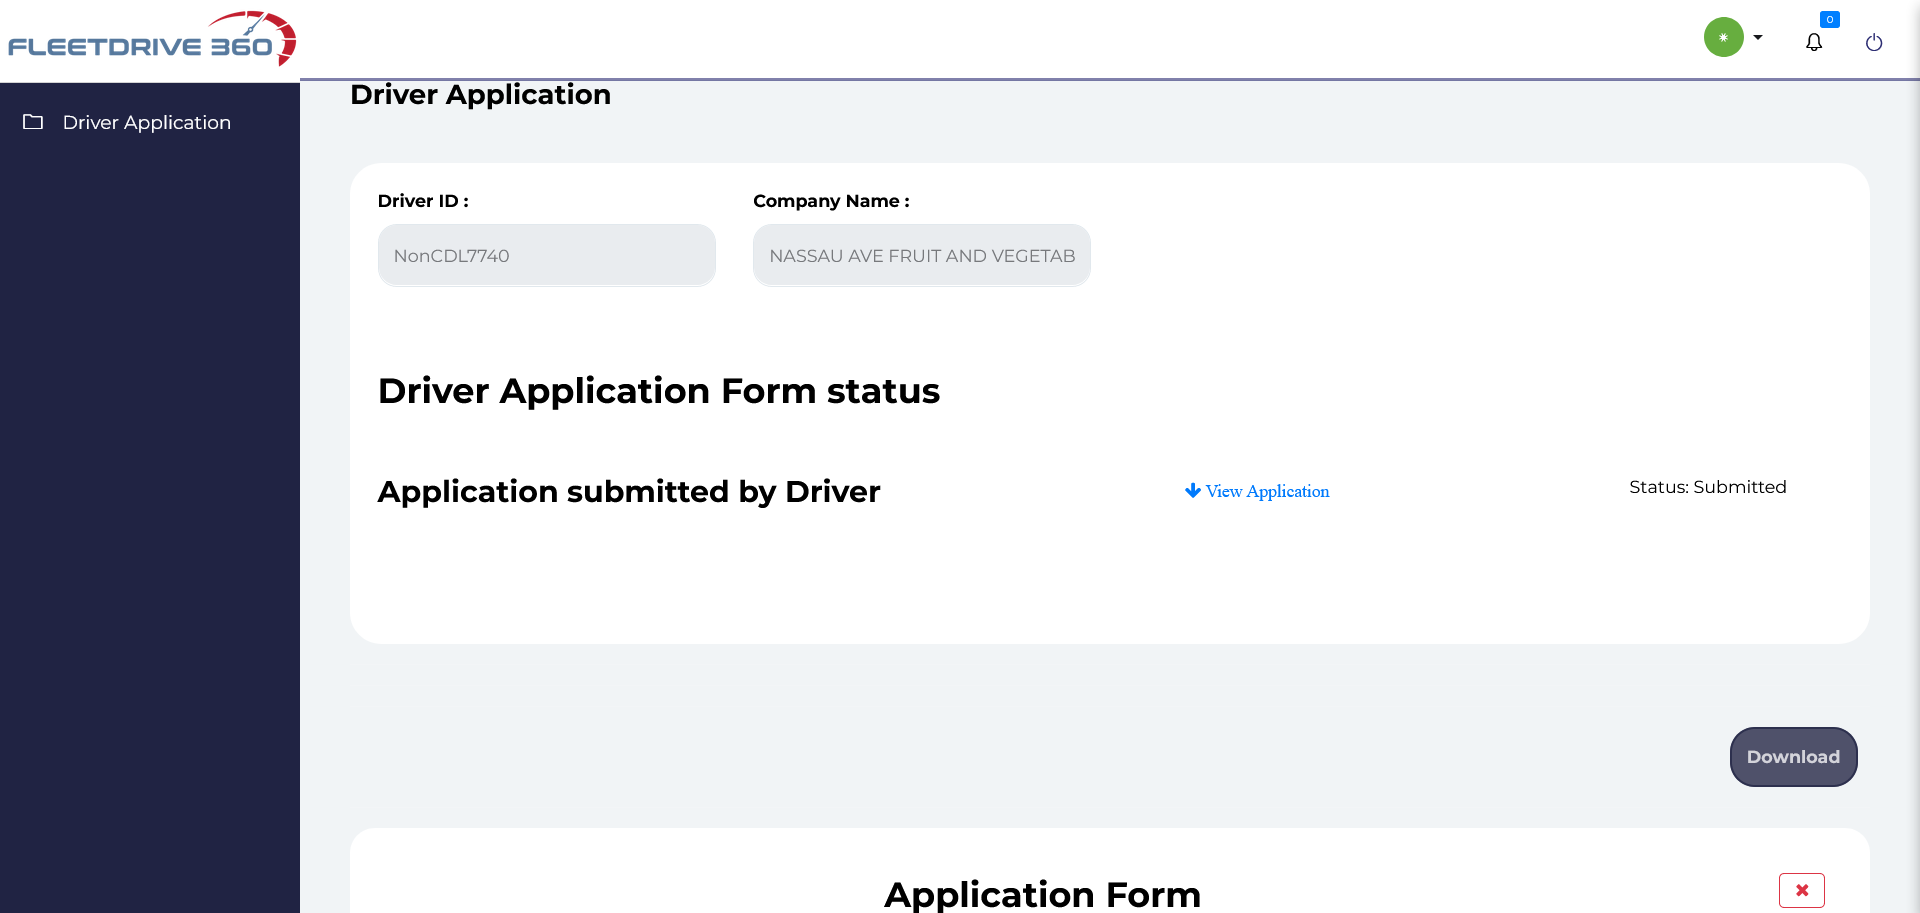 FLEETDRIVE 360
0
Driver Application
Driver Application
Driver ID :
Company Name :
NonCDL7740
NASSAU AVE FRUIT AND VEGETAB
Driver Application Form status
Application submitted by Driver
View Application
Status: Submitted
Download
Application Form